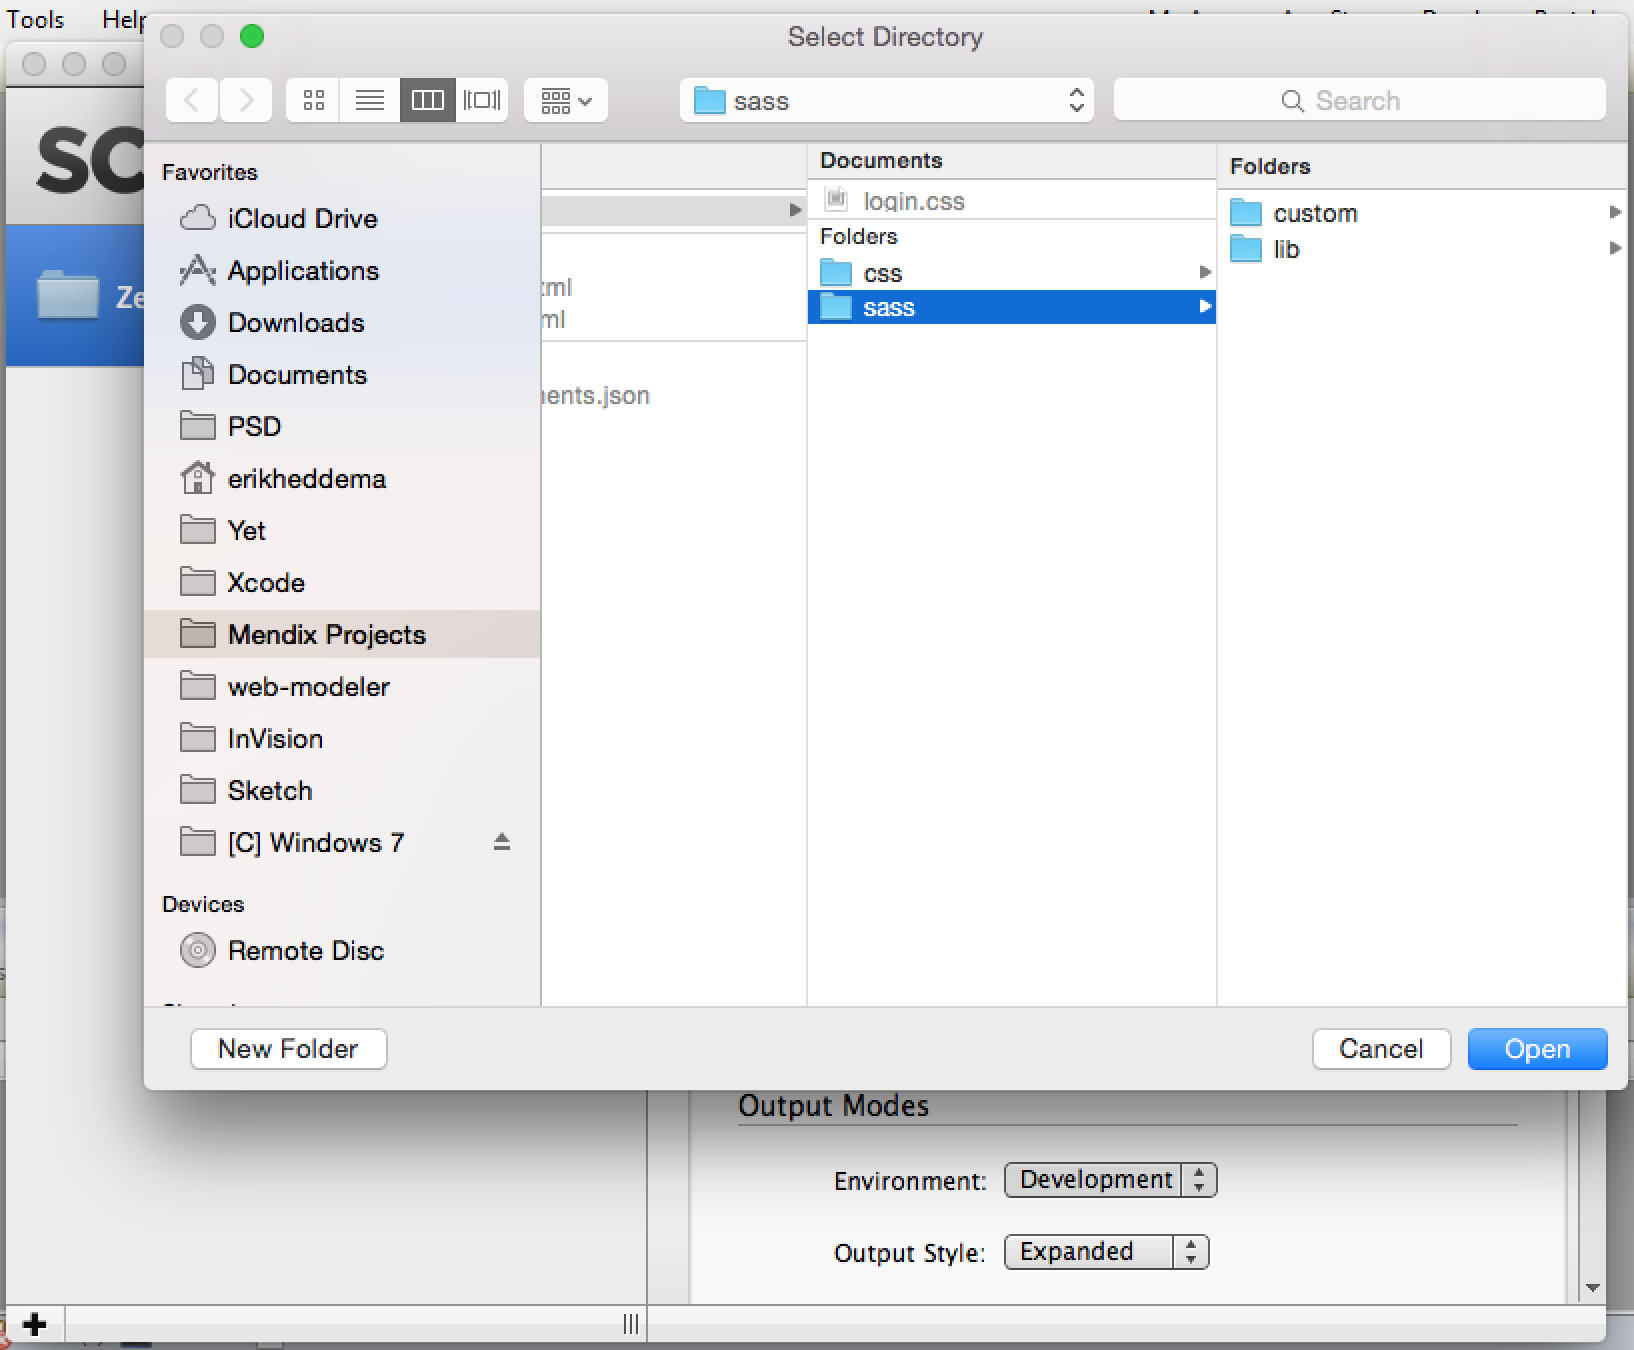 Tools Help
Select Directory
sass
Search
SC
Ze
Favorites
iCloud Drive
Applications
Downloads
Documents
PSD
erikheddema
Yet
Xcode
Mendix Projects
web-modeler
InVision
Sketch
[C] Windows 7
Devices
Remote Disc
ml
ents.json
Documents
login.css
Folders
css
sass
Folders
custom
lib
New Folder
Cancel
Open
Output Modes
Environment: Development
Output Style: Expanded